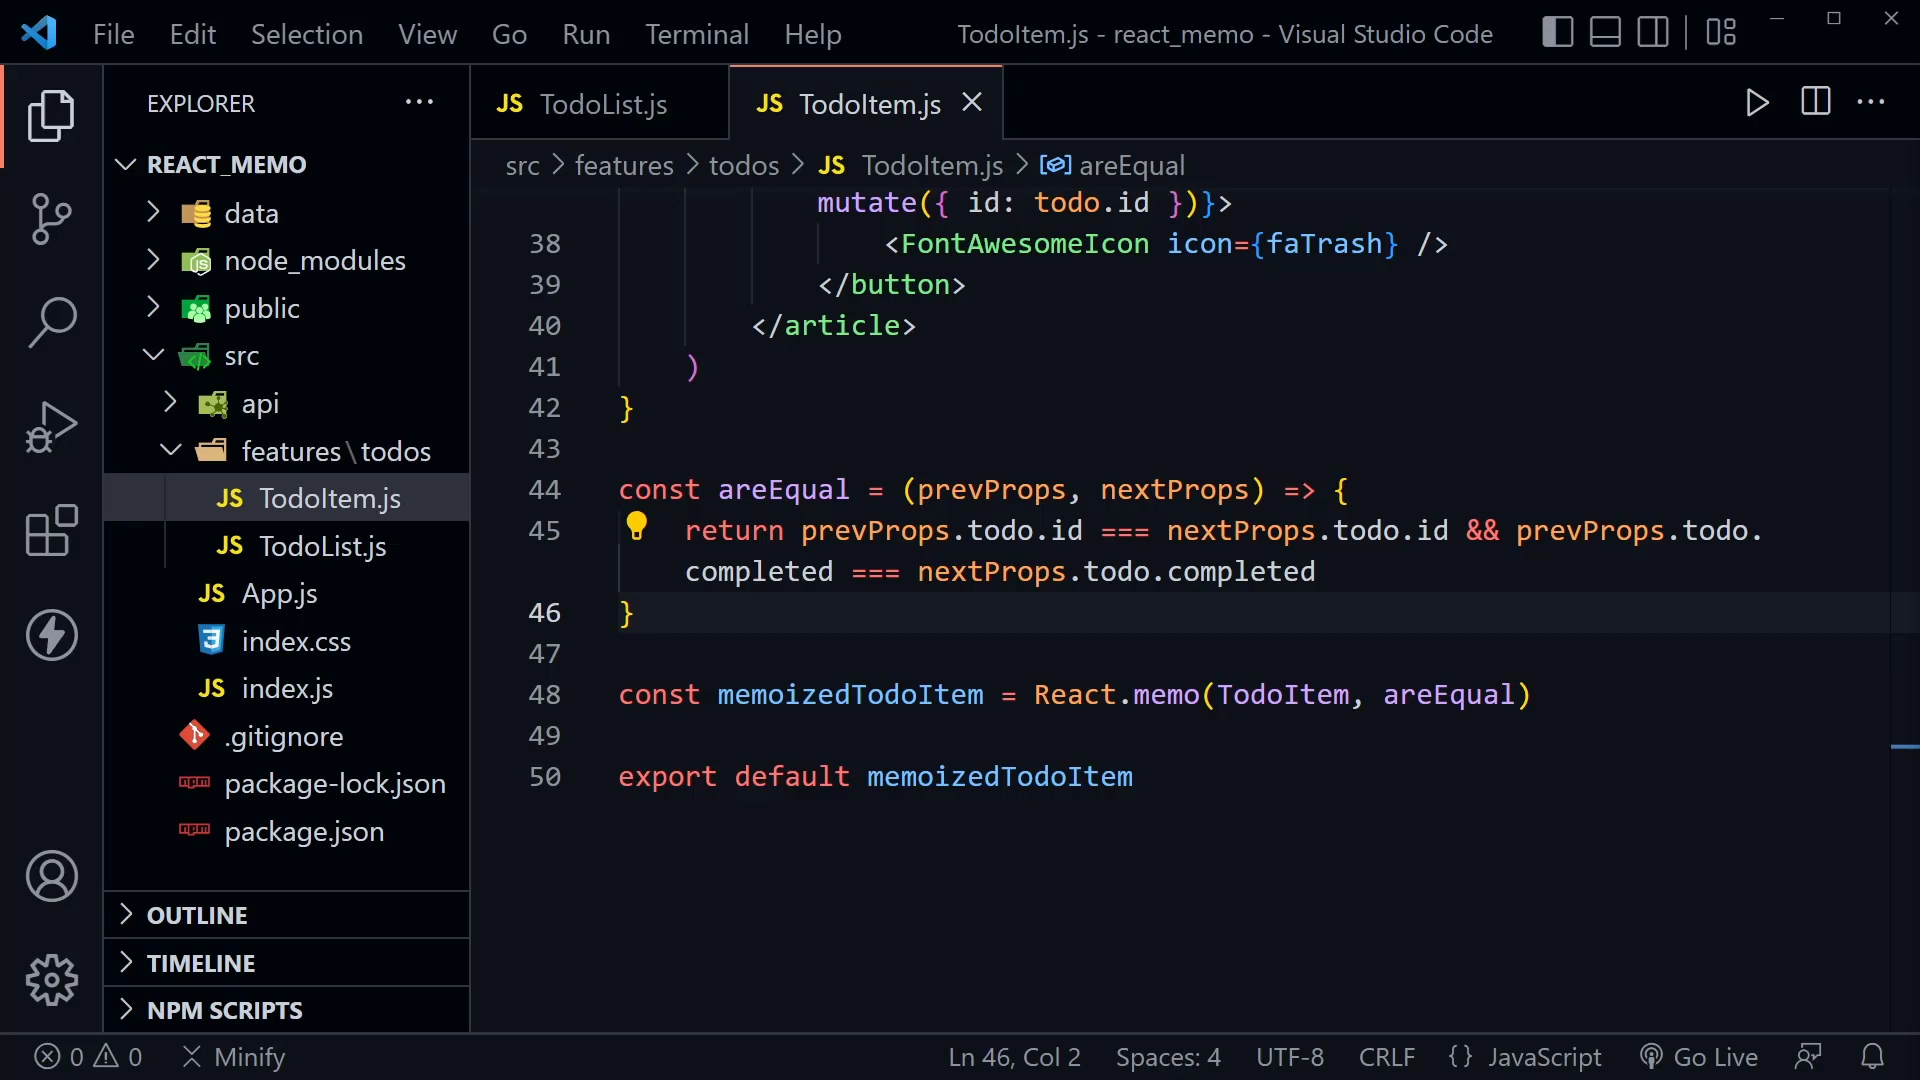 File Edit Selection View Go Run Terminal Help TodoItem.js - react_memo - Visual Studio Code
EXPLORER
REACT_MEMO
data
node_modules
public
src
api
features\todos
JS TodoItem.js
JS TodoList.js
JS App.js
index.css
JS index.js
.gitignore
package-lock.json
package.json
OUTLINE
TIMELINE
NPM SCRIPTS
JS TodoList.js JS TodoItem.js
src > features > todos > JS TodoItem.js > areEqual
mutate({ id: todo.id })}>
38 <FontAwesomeIcon icon={faTrash} />
39 </button>
40 </article>
41 )
42 }
43
44 const areEqual = (prevProps, nextProps) => {
45 return prevProps.todo.id === nextProps.todo.id && prevProps.todo.
completed === nextProps.todo.completed
46 }
47
48 const memoizedTodoItem = React.memo(TodoItem, areEqual)
49
50 export default memoizedTodoItem
0 0 Minify Ln 46, Col 2 Spaces: 4 UTF-8 CRLF {} JavaScript Go Live